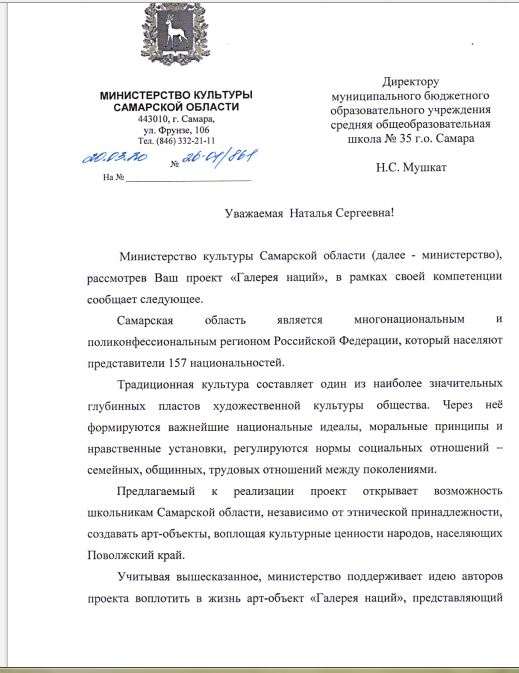 МИНИСТЕРСТВО КУЛЬТУРЫ
САМАРСКОЙ ОБЛАСТИ
443010, г. Самара,
ул. Фрунзе, 106
Тел. (846) 332-21-11
20.03.20 № 26-01/861
На №
Директору
муниципального бюджетного
образовательного учреждения
средняя общеобразовательная
школа № 35 г.о. Самара
Н.С. Мушкат
Уважаемая Наталья Сергеевна!
Министерство культуры Самарской области (далее - министерство),
рассмотрев Ваш проект «Галерея наций», в рамках своей компетенции
сообщает следующее.
Самарская область является многонациональным и
поликонфессиональным регионом Российской Федерации, который населяют
представители 157 национальностей.
Традиционная культура составляет один из наиболее значительных
глубинных пластов художественной культуры общества. Через неё
формируются важнейшие национальные идеалы, моральные принципы и
нравственные установки, регулируются нормы социальных отношений –
семейных, общинных, трудовых отношений между поколениями.
Предлагаемый к реализации проект открывает возможность
школьникам Самарской области, независимо от этнической принадлежности,
создавать арт-объекты, воплощая культурные ценности народов, населяющих
Поволжский край.
Учитывая вышесказанное, министерство поддерживает идею авторов
проекта воплотить в жизнь арт-объект «Галерея наций», представляющий